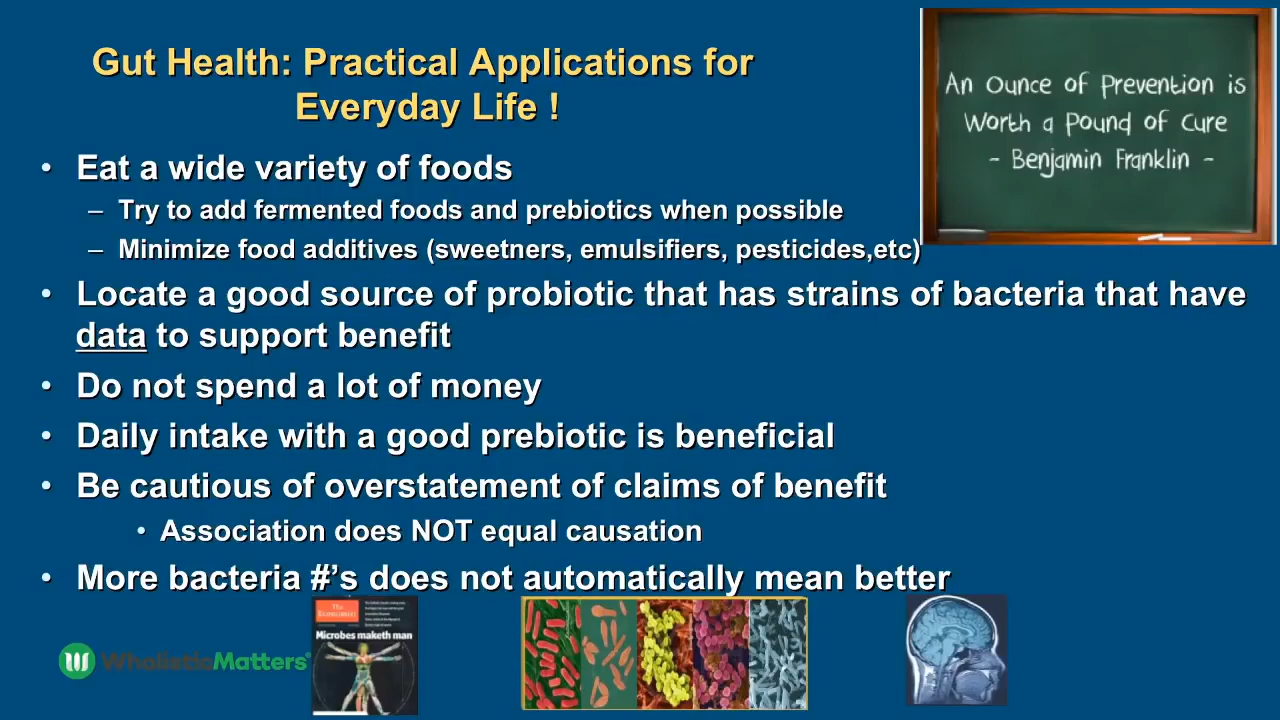 Gut Health: Practical Applications for
Everyday Life !
An Ounce of Prevention is
Worth a Pound of Cure
- Benjamin Franklin -
• Eat a wide variety of foods
– Try to add fermented foods and prebiotics when possible
– Minimize food additives (sweetners, emulsifiers, pesticides,etc)
• Locate a good source of probiotic that has strains of bacteria that have
data to support benefit
• Do not spend a lot of money
• Daily intake with a good prebiotic is beneficial
• Be cautious of overstatement of claims of benefit
• Association does NOT equal causation
• More bacteria #’s does not automatically mean better
The
Economist
Microbes maketh man
WholisticMatters